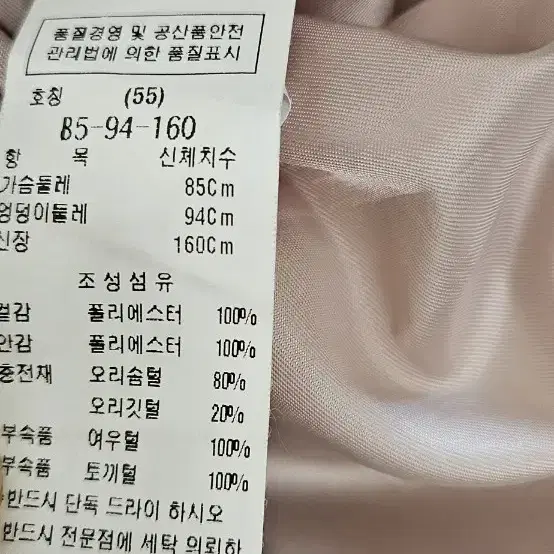 품질경영 및 공산품안전
관리법에 의한 품질표시
호칭 (55)
85-94-160
항 목 신체치수
가슴둘레 85Cm
엉덩이둘레 94Cm
신장 160Cm
조성섬유
겉감 폴리에스터 100%
안감 폴리에스터 100%
충전재 오리솜털 80%
오리깃털 20%
부속품 여우털 100%
부속품 토끼털 100%
반드시 단독 드라이 하시오
반드시 전문점에 세탁 의뢰하